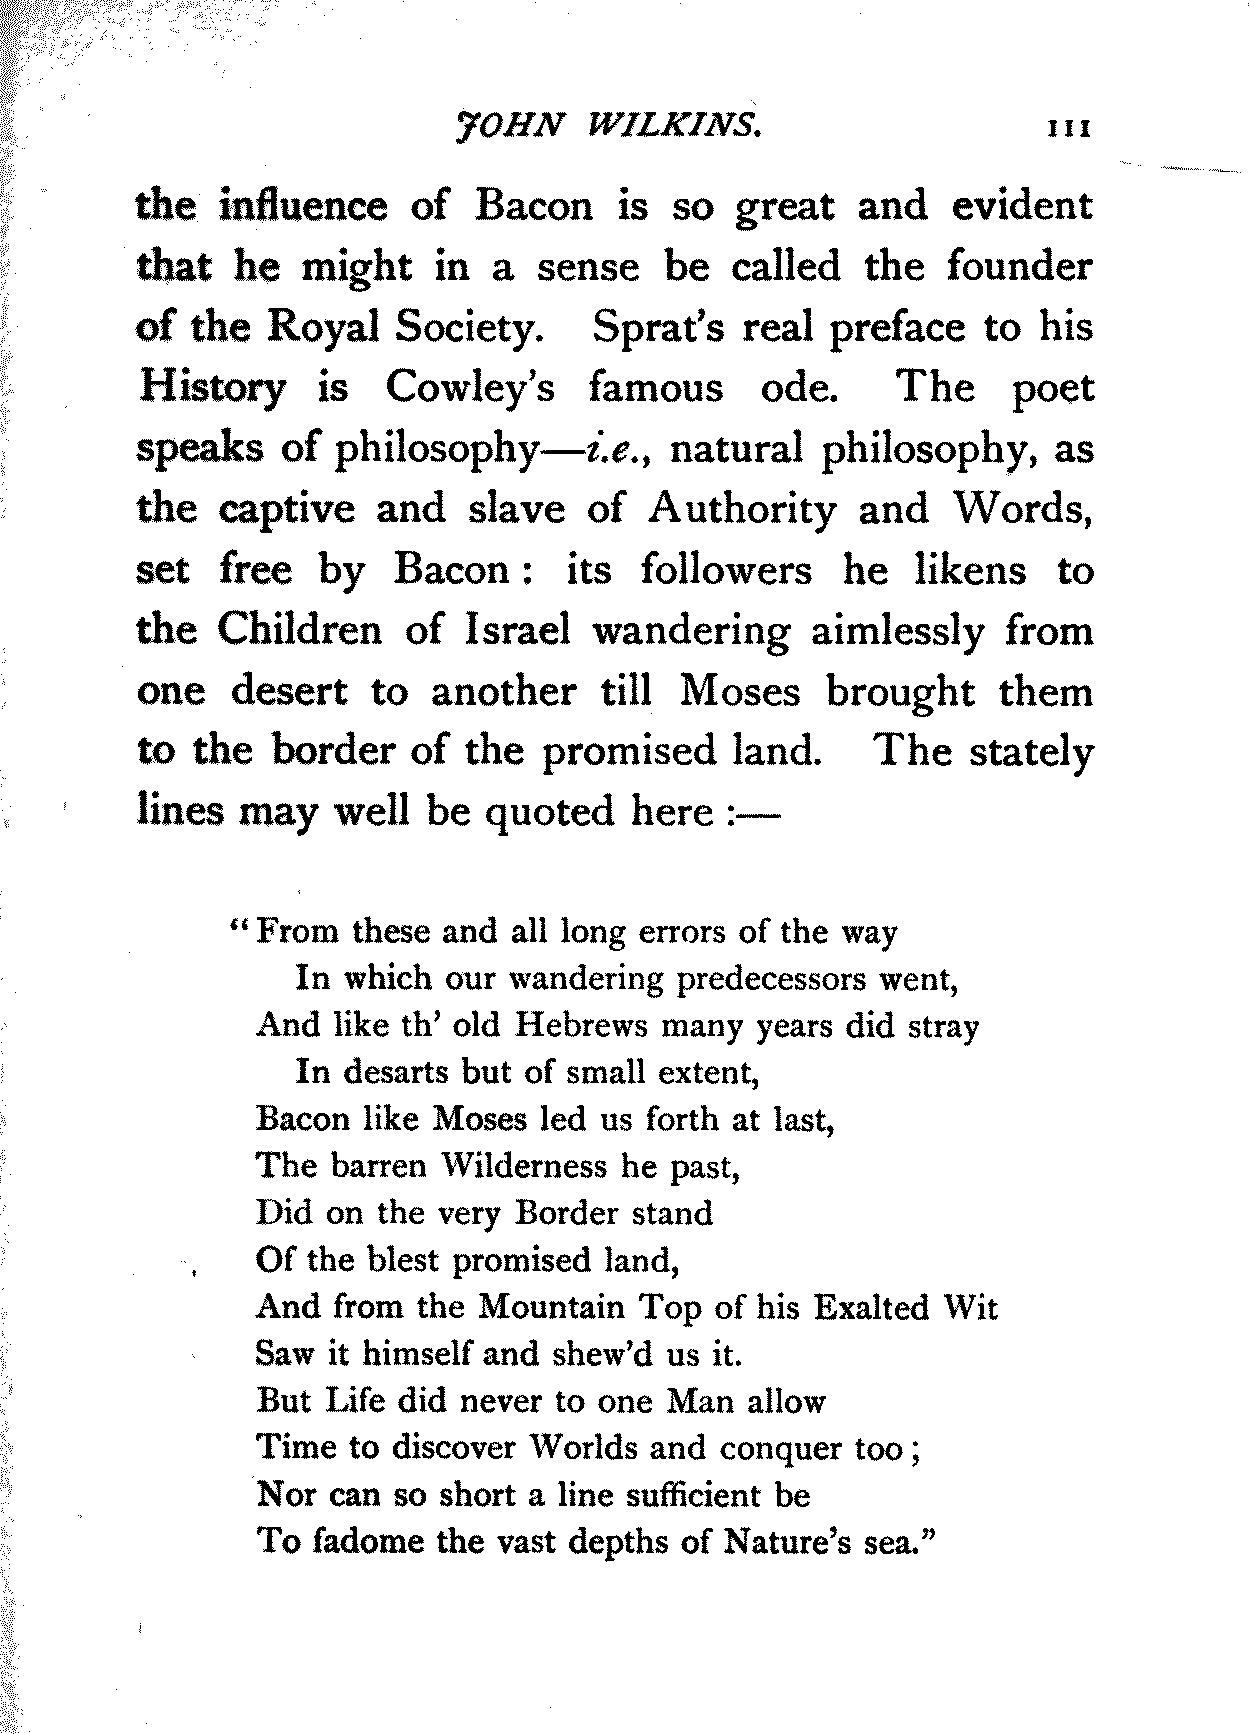 JOHN WILKINS. 111
the influence of Bacon is so great and evident
that he might in a sense be called the founder
of the Royal Society. Sprat's real preface to his
History is Cowley's famous ode. The poet
speaks of philosophy—i.e., natural philosophy, as
the captive and slave of Authority and Words,
set free by Bacon : its followers he likens to
the Children of Israel wandering aimlessly from
one desert to another till Moses brought them
to the border of the promised land. The stately
lines may well be quoted here :—
“From these and all long errors of the way
In which our wandering predecessors went,
And like th’ old Hebrews many years did stray
In desarts but of small extent,
Bacon like Moses led us forth at last,
The barren Wilderness he past,
Did on the very Border stand
Of the blest promised land,
And from the Mountain Top of his Exalted Wit
Saw it himself and shew’d us it.
But Life did never to one Man allow
Time to discover Worlds and conquer too ;
Nor can so short a line sufficient be
To fadome the vast depths of Nature’s sea.”